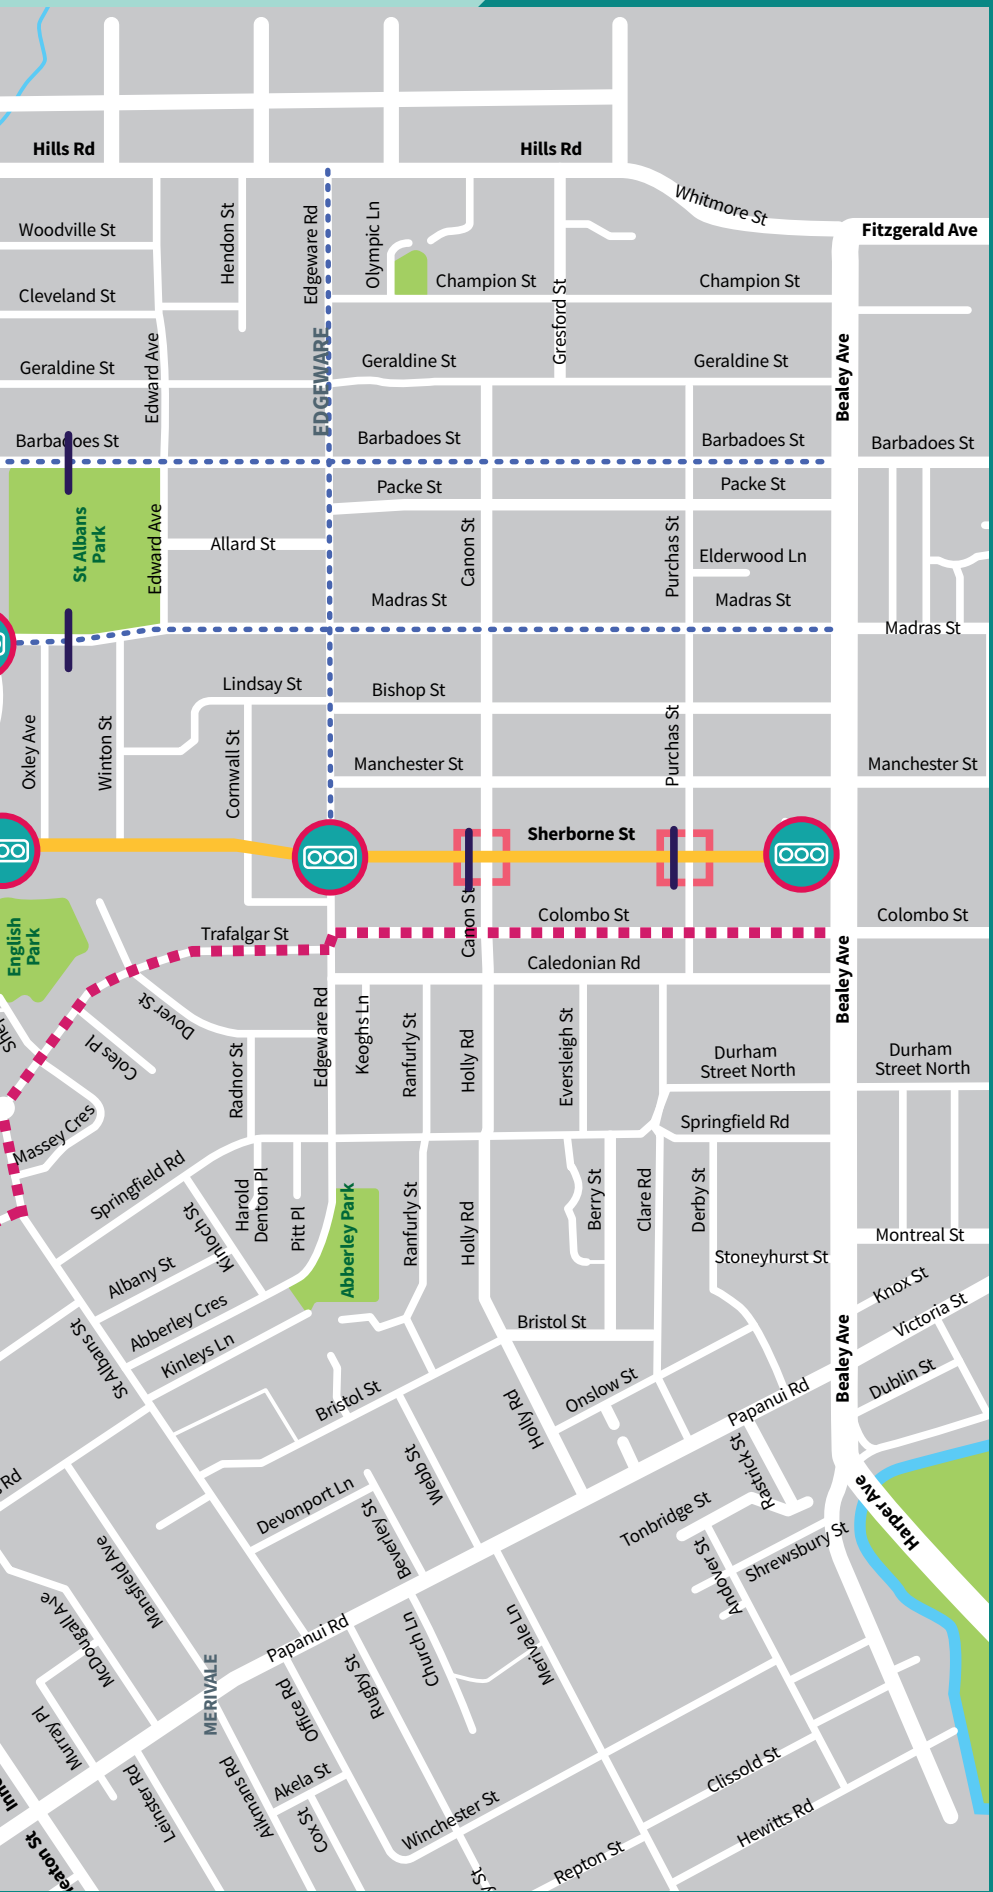 Hills Rd
Hills Rd
Whitmore St
Fitzgerald Ave
Woodville St
Hendon St
Edgeware Rd
Olympic Ln
Cleveland St
Champion St
Champion St
Gresford St
Geraldine St
Edward Ave
EDGEWARE
Geraldine St
Geraldine St
Bealey Ave
Barbadoes St
Barbadoes St
Barbadoes St
Barbadoes St
Packe St
Packe St
St Albans
Park
Edward Ave
Allard St
Canon St
Purchas St
Elderwood Ln
Madras St
Madras St
Madras St
Lindsay St
Bishop St
Oxley Ave
Winton St
Cornwall St
Manchester St
Purchas St
Manchester St
Sherborne St
English
Park
Trafalgar St
Canon St
Colombo St
Colombo St
Caledonian Rd
Bealey Ave
Dover St
Coles Pl
Edgeware Rd
Keoghs Ln
Ranfurly St
Holly Rd
Eversleigh St
Radnor St
Durham
Street North
Durham
Street North
Massey Cres
Springfield Rd
Springfield Rd
Harold
Denton Pl
Pitt Pl
Kinloch St
Abberley Park
Ranfurly St
Holly Rd
Berry St
Clare Rd
Derby St
Stoneyhurst St
Montreal St
Albany St
Abberley Cres
Kinleys Ln
St Albans St
Bristol St
Knox St
Victoria St
Bealey Ave
Dublin St
Bristol St
Holly Rd
Onslow St
Papanui Rd
Rd
Webb St
Rastrick St
Devonport Ln
Beverley St
Tonbridge St
Harper Ave
Mansfield Ave
Andover St
Shrewsbury St
McDougall Ave
Papanui Rd
Church Ln
Merivale Ln
MERIVALE
Office Rd
Rugby St
Murray Pl
Leinster Rd
Aikmans Rd
Akela St
Cox St
Winchester St
Clissold St
Hewitts Rd
Repton St